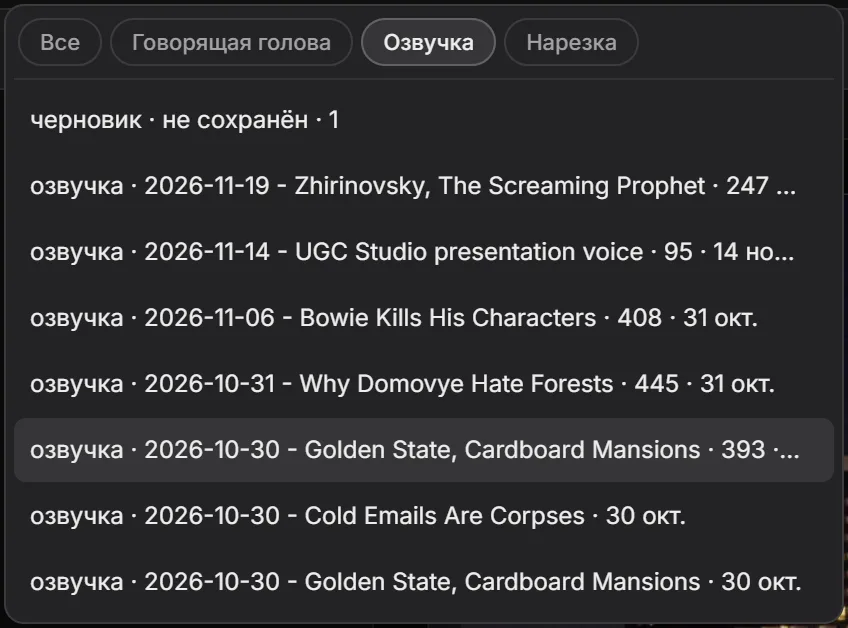 Все
Говорящая голова
Озвучка
Нарезка
черновик · не сохранён · 1
озвучка · 2026-11-19 - Zhirinovsky, The Screaming Prophet · 247 ...
озвучка · 2026-11-14 - UGC Studio presentation voice · 95 · 14 но...
озвучка · 2026-11-06 - Bowie Kills His Characters · 408 · 31 окт.
озвучка · 2026-10-31 - Why Domovye Hate Forests · 445 · 31 окт.
озвучка · 2026-10-30 - Golden State, Cardboard Mansions · 393 ·...
озвучка · 2026-10-30 - Cold Emails Are Corpses · 30 окт.
озвучка · 2026-10-30 - Golden State, Cardboard Mansions · 30 окт.